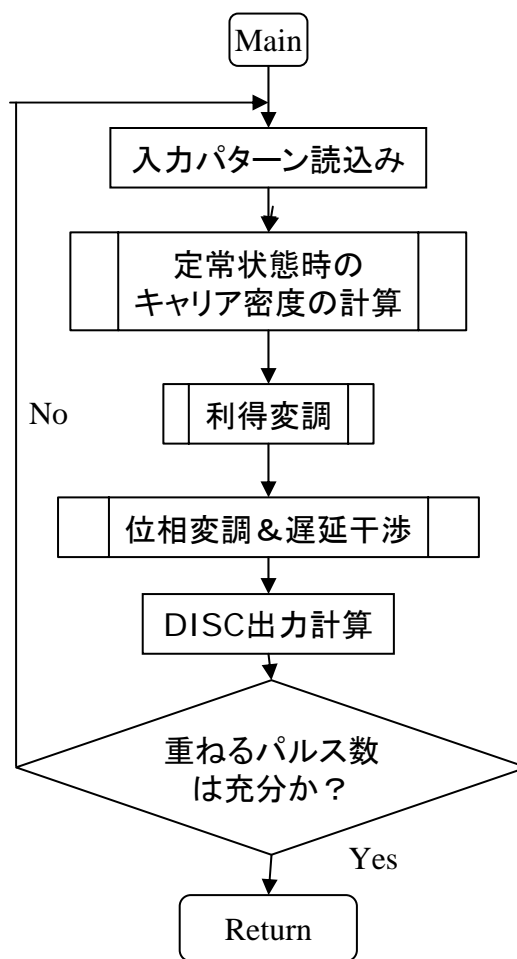 Main
入力パターン読込み
定常状態時の
キャリア密度の計算
No
利得変調
位相変調＆遅延干渉
DISC出力計算
重ねるパルス数
は充分か？
Yes
Return